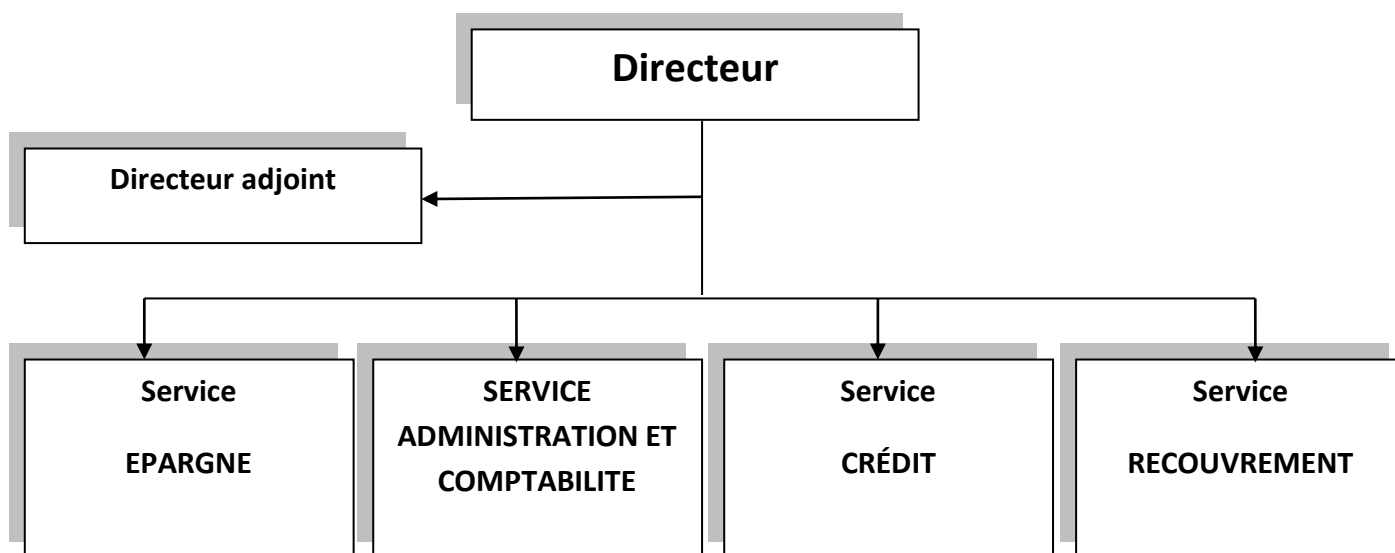 Directeur
Directeur adjoint
Service
EPARGNE
SERVICE
ADMINISTRATION ET
COMPTABILITE
Service
CRÉDIT
Service
RECOUVREMENT